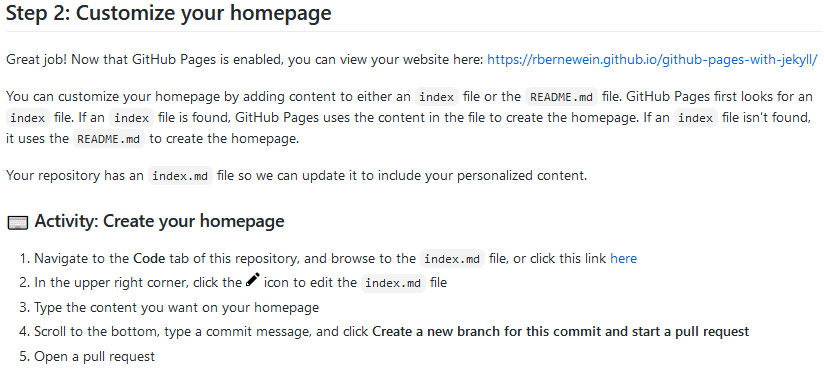 Step 2: Customize your homepage
Great job! Now that GitHub Pages is enabled, you can view your website here: https://rbernewein.github.io/github-pages-with-jekyll/
You can customize your homepage by adding content to either an index file or the README.md file. GitHub Pages first looks for an
index file. If an index file is found, GitHub Pages uses the content in the file to create the homepage. If an index file isn't found,
it uses the README.md to create the homepage.
Your repository has an index.md file so we can update it to include your personalized content.
Activity: Create your homepage
1. Navigate to the Code tab of this repository, and browse to the index.md file, or click this link here
2. In the upper right corner, click the icon to edit the index.md file
3. Type the content you want on your homepage
4. Scroll to the bottom, type a commit message, and click Create a new branch for this commit and start a pull request
5. Open a pull request